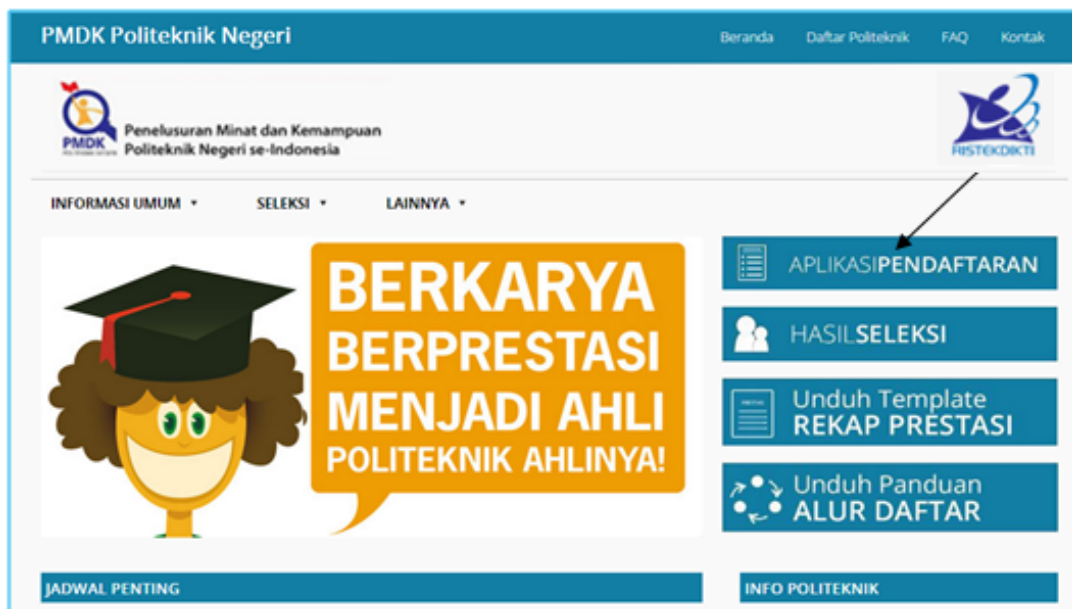 PMDK Politeknik Negeri
Beranda Daftar Politeknik FAQ Kontak
PMDK
Penelusuran Minat dan Kemampuan
Politeknik Negeri se-Indonesia
RISTEKDIKTI
INFORMASI UMUM SELEKSI LAINNYA
BERKARYA
BERPRESTASI
MENJADI AHLI
POLITEKNIK AHLINYA!
APLIKASIPENDAFTARAN
HASILSELEKSI
Unduh Template
REKAP PRESTASI
Unduh Panduan
ALUR DAFTAR
JADWAL PENTING
INFO POLITEKNIK